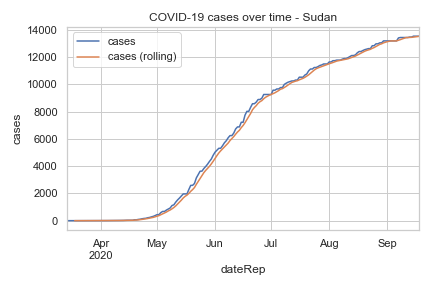 COVID-19 cases over time - Sudan
cases
cases (rolling)
14000
12000
10000
8000
6000
4000
2000
0
cases
Apr May Jun Jul Aug Sep
2020
dateRep